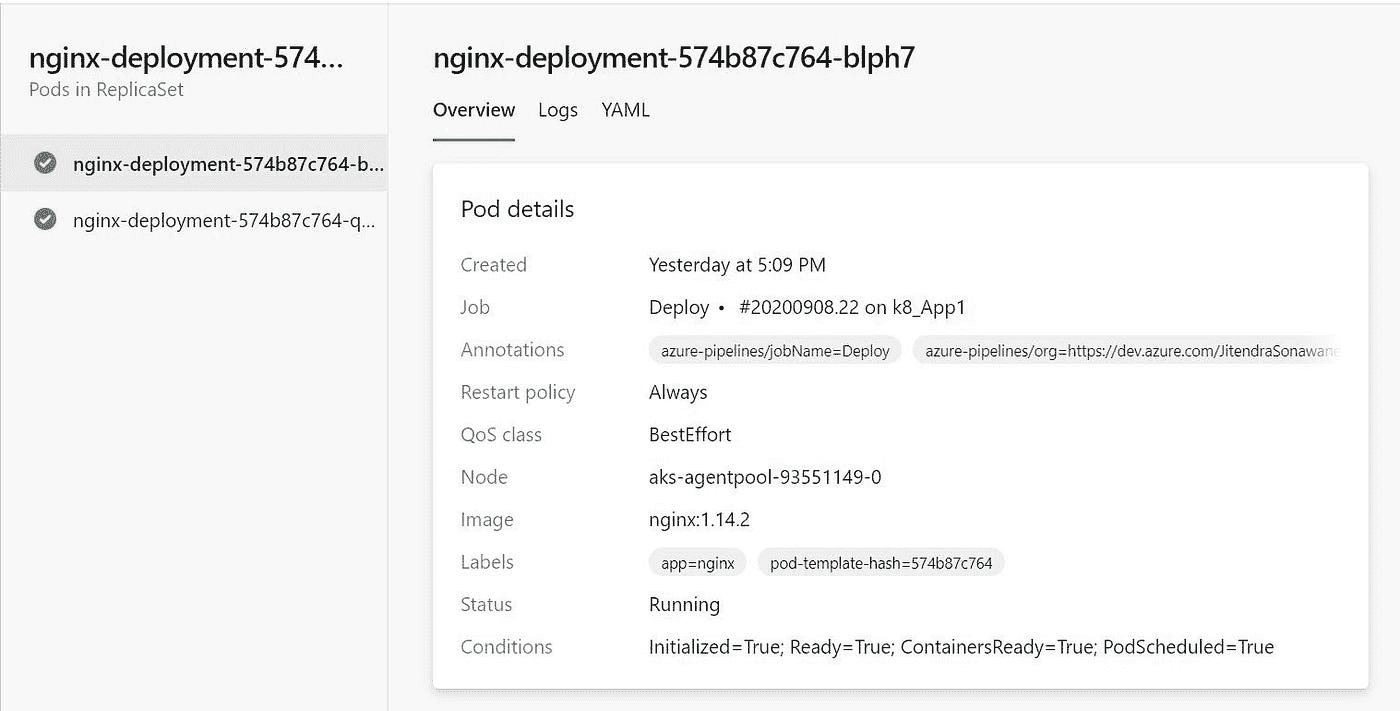 nginx-deployment-574...
Pods in ReplicaSet
nginx-deployment-574b87c764-b...
nginx-deployment-574b87c764-q...
nginx-deployment-574b87c764-blph7
Overview Logs YAML
Pod details
Created Yesterday at 5:09 PM
Job Deploy • #20200908.22 on k8_App1
Annotations azure-pipelines/jobName=Deploy azure-pipelines/org=https://dev.azure.com/JitendraSonawane
Restart policy Always
QoS class BestEffort
Node aks-agentpool-93551149-0
Image nginx:1.14.2
Labels app=nginx pod-template-hash=574b87c764
Status Running
Conditions Initialized=True; Ready=True; ContainersReady=True; PodScheduled=True